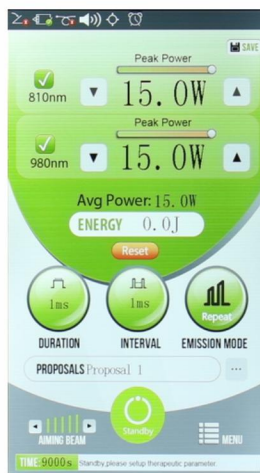 SAVE
Peak Power
810nm 15.0W
Peak Power
980nm 15.0W
Avg Power: 15.0W
ENERGY 0.0J
Reset
1ms 1ms Repeat
DURATION INTERVAL EMISSION MODE
PROPOSALS Proposal 1 ...
AIMING BEAM Standby MENU
TIME: 9000s Standby, please setup therapeutic parameter